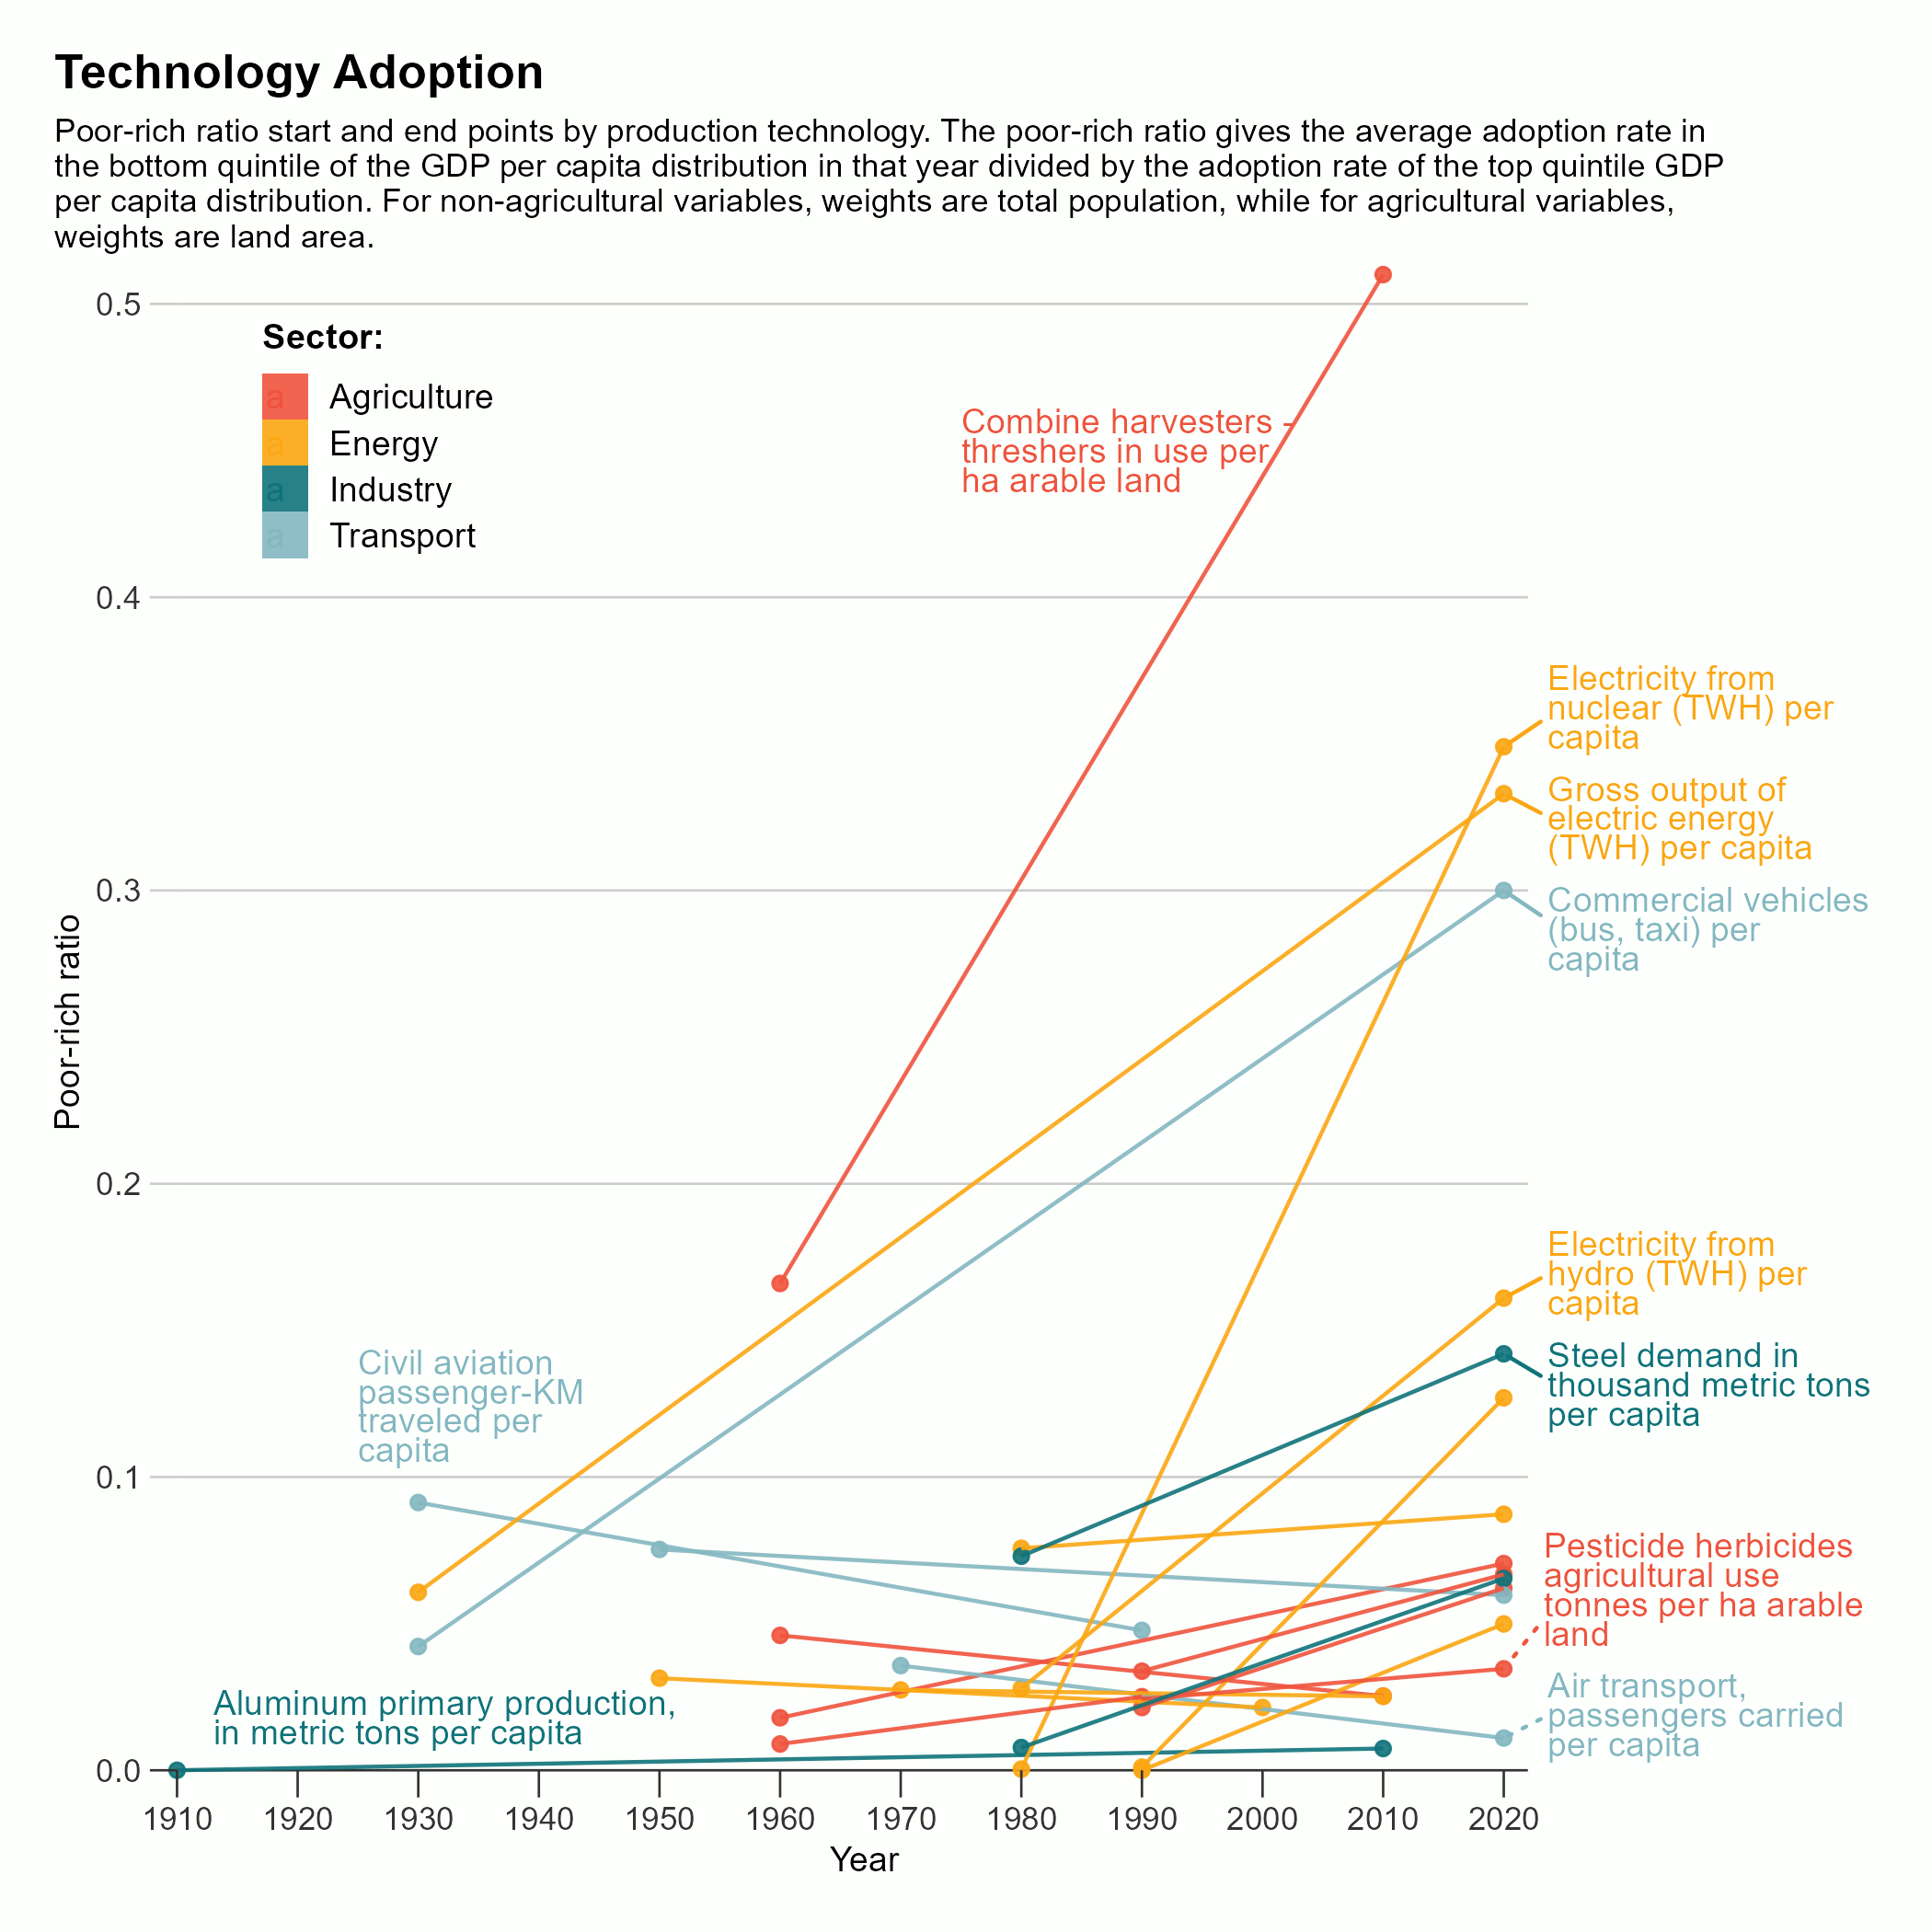 Technology Adoption
Poor-rich ratio start and end points by production technology. The poor-rich ratio gives the average adoption rate in
the bottom quintile of the GDP per capita distribution in that year divided by the adoption rate of the top quintile GDP
per capita distribution. For non-agricultural variables, weights are total population, while for agricultural variables,
weights are land area.
0.5
Sector:
a Agriculture
a Energy
a Industry
a Transport
Combine harvesters
threshers in use per
ha arable land
0.4
Electricity from
nuclear (TWH) per
capita
Gross output of
electric energy
(TWH) per capita
0.3
Commercial vehicles
(bus, taxi) per
capita
Poor-rich ratio
0.2
Electricity from
hydro (TWH) per
capita
Civil aviation
passenger-KM
traveled per
capita
Steel demand in
thousand metric tons
per capita
0.1
Pesticide herbicides
agricultural use
tonnes per ha arable
land
Aluminum primary production,
in metric tons per capita
Air transport,
passengers carried
per capita
0.0
1910 1920 1930 1940 1950 1960 1970 1980 1990 2000 2010 2020
Year